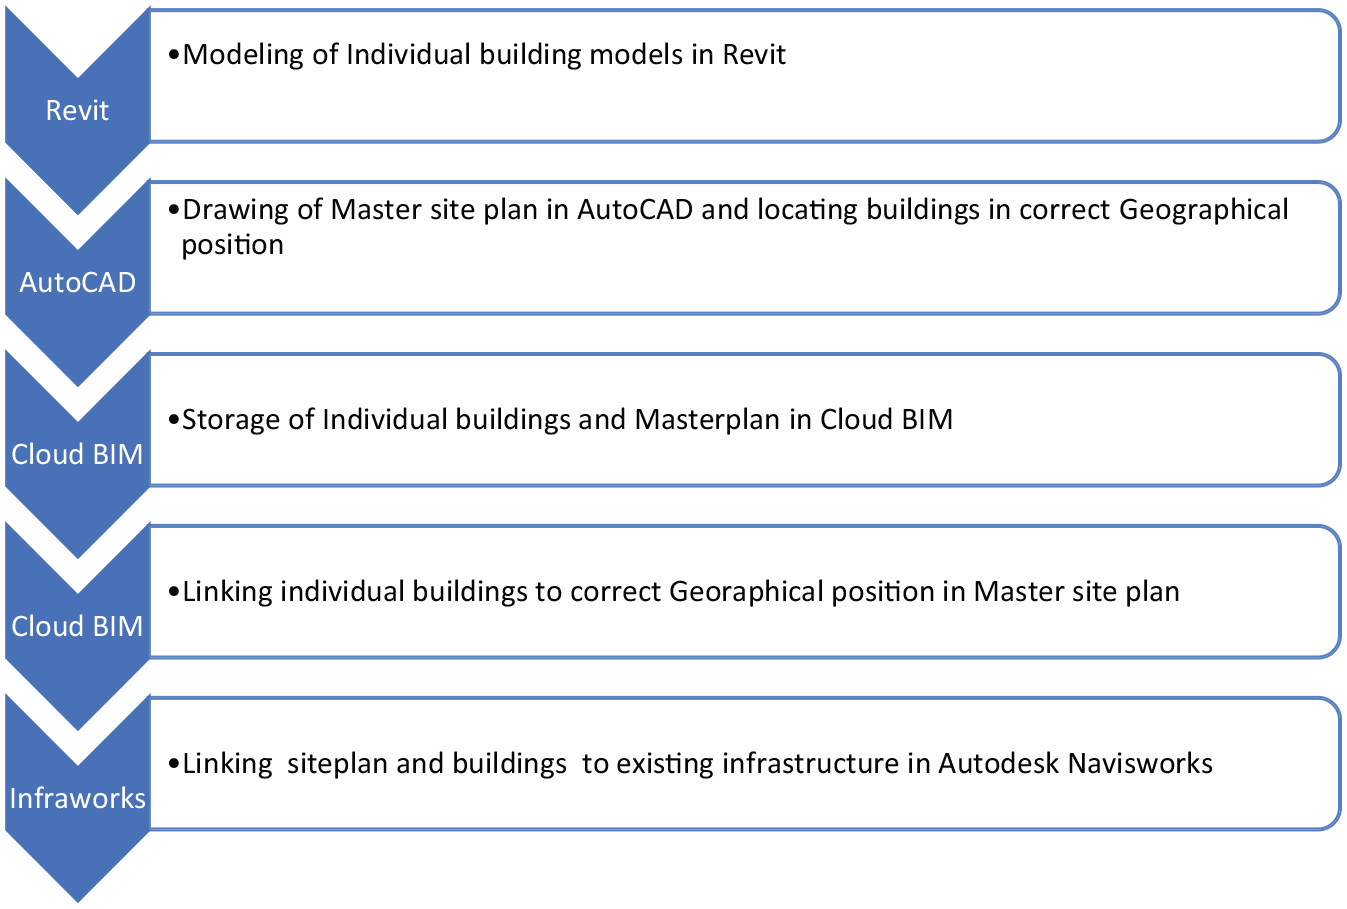 Revit
•Modeling of Individual building models in Revit
AutoCAD
•Drawing of Master site plan in AutoCAD and locating buildings in correct Geographical
position
Cloud BIM
•Storage of Individual buildings and Masterplan in Cloud BIM
Cloud BIM
•Linking individual buildings to correct Georaphical position in Master site plan
Infraworks
•Linking  siteplan and buildings  to existing infrastructure in Autodesk Navisworks